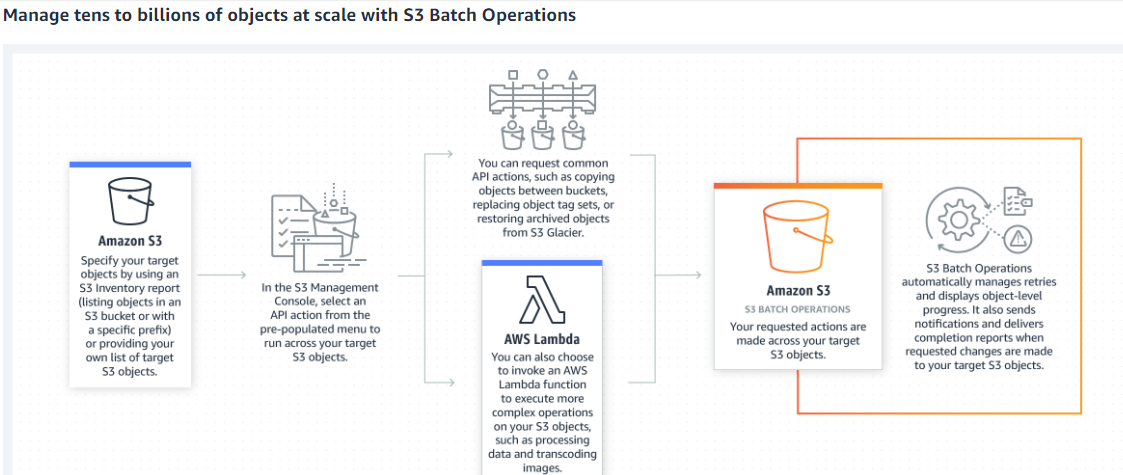 Manage tens to billions of objects at scale with S3 Batch Operations
Amazon S3
Specify your target
objects by using an
S3 Inventory report
(listing objects in an
S3 bucket or with
a specific prefix)
or providing your
own list of target
S3 objects.
In the S3 Management
Console, select an
API action from the
pre-populated menu to
run across your target
S3 objects.
You can request common
API actions, such as copying
objects between buckets,
replacing object tag sets, or
restoring archived objects
from S3 Glacier.
AWS Lambda
You can also choose
to invoke an AWS
Lambda function
to execute more
complex operations
on your S3 objects,
such as processing
data and transcoding
images.
Amazon S3
S3 BATCH OPERATIONS
Your requested actions are
made across your target
S3 objects.
S3 Batch Operations
automatically manages retries
and displays object-level
progress. It also sends
notifications and delivers
completion reports when
requested changes are made
to your target S3 objects.